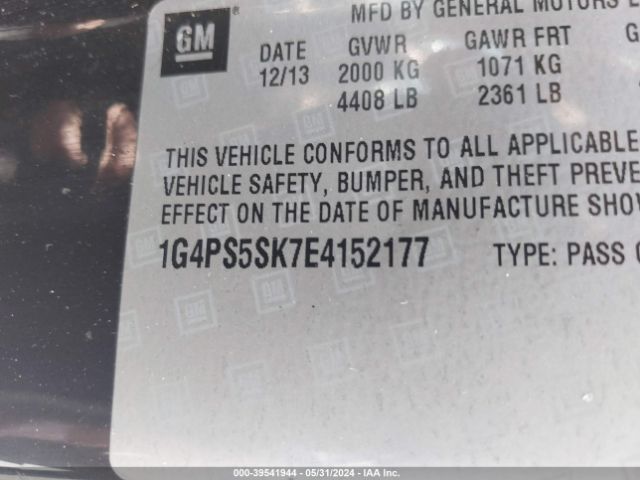 GM
®
MFD BY GENERAL MOTORS
DATE GVWR GAWR FRT
12/13 2000 KG 1071 KG
4408 LB 2361 LB
THIS VEHICLE CONFORMS TO ALL APPLICABLE
VEHICLE SAFETY, BUMPER, AND THEFT PREVE
EFFECT ON THE DATE OF MANUFACTURE SHO
1G4PS5SK7E4152177 TYPE: PASS
000-39541944 - 05/31/2024 - IAA Inc.